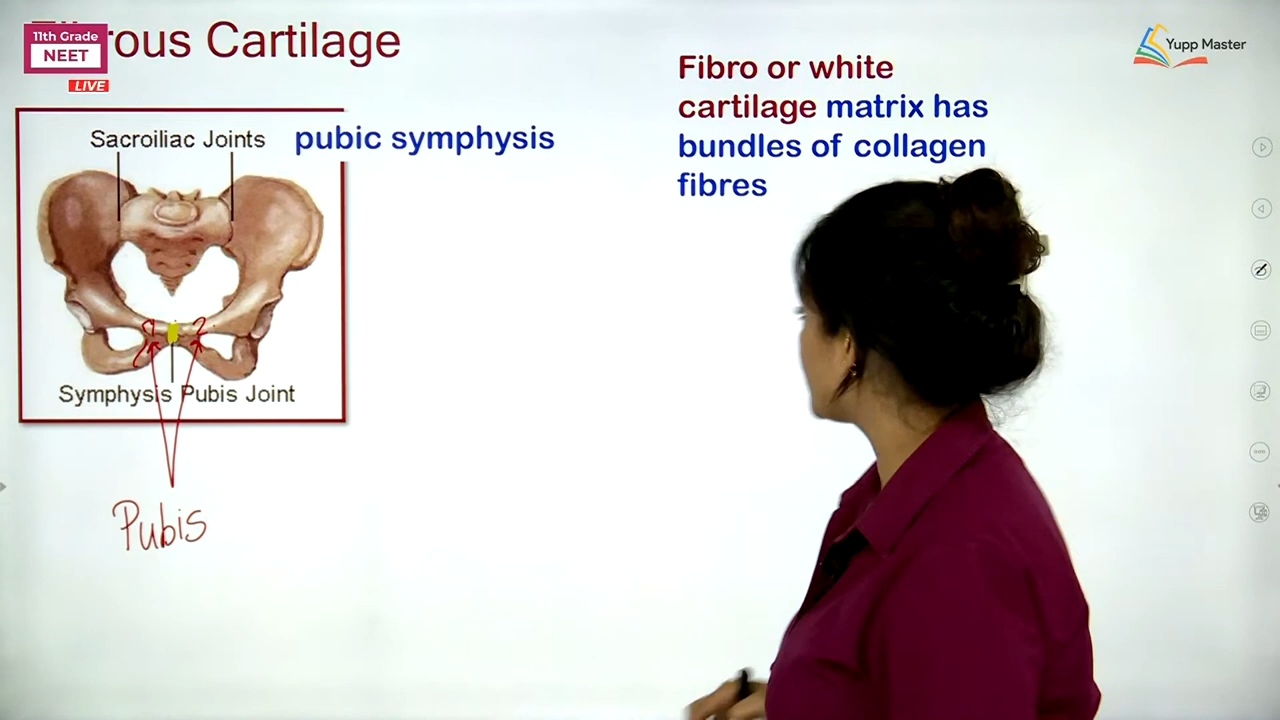 rous Cartilage
11th Grade
NEET
LIVE
Yupp Master
Fibro or white
cartilage matrix has
bundles of collagen
fibres
Sacroiliac Joints
pubic symphysis
Symphysis Pubis Joint
Pubis